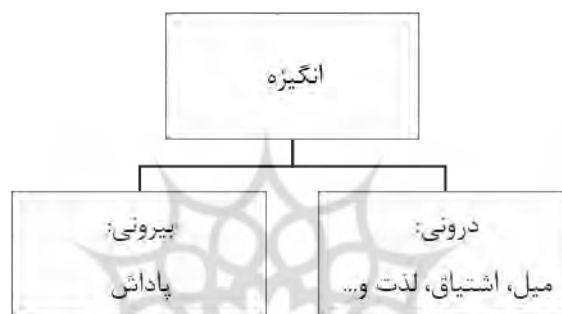 انگیزه
درونی:
میل، اشتیاق، لذت و...
بیرونی:
پاداش